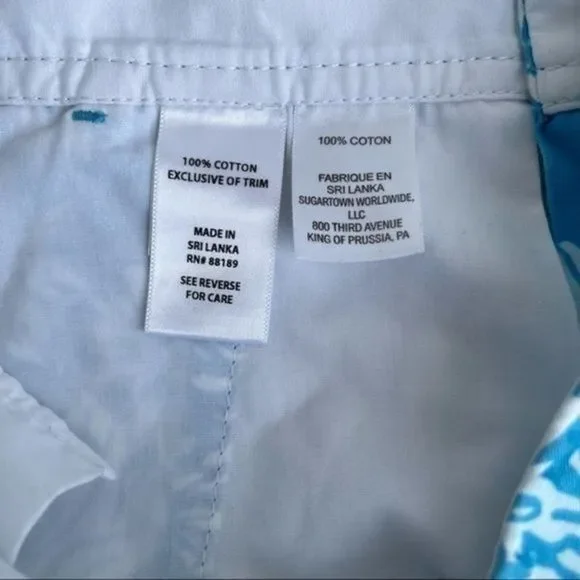 100% COTTON
EXCLUSIVE OF TRIM
MADE IN
SRI LANKA
RN# 88189
SEE REVERSE
FOR CARE
100% COTON
FABRIQUE EN
SRI LANKA
SUGARTOWN WORLDWIDE,
LLC
800 THIRD AVENUE
KING OF PRUSSIA, PA